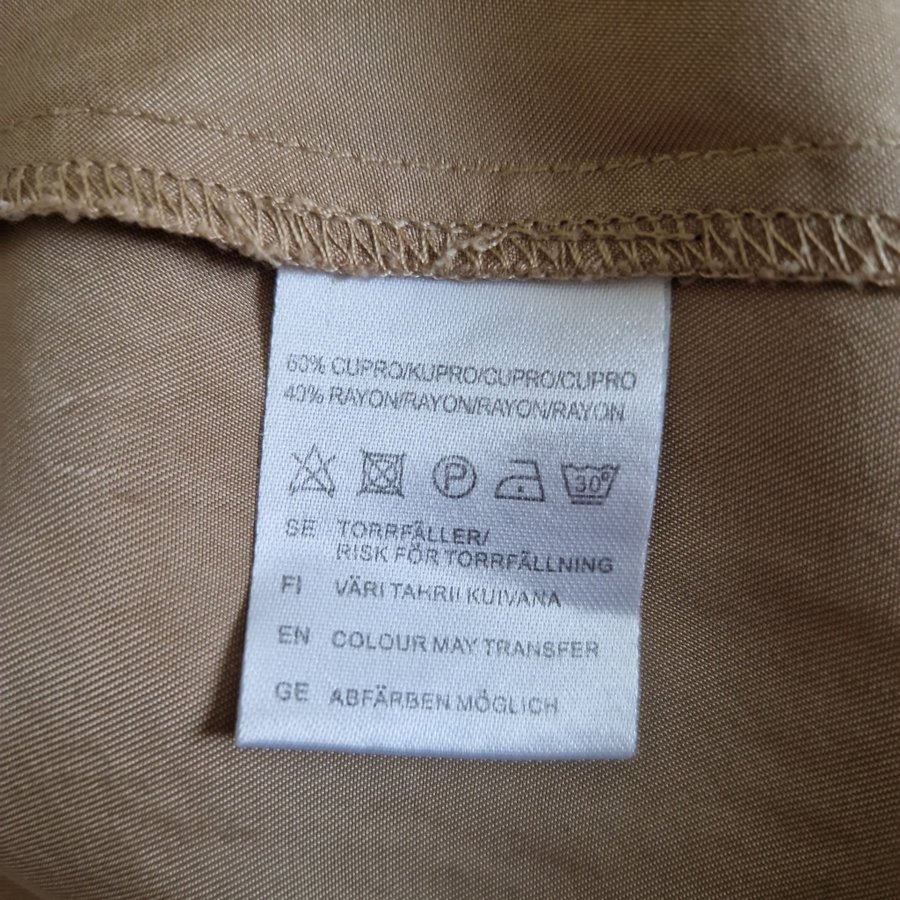 60% CUPRO/KUPRO/CUPRO/CUPRO
40% RAYON/RAYON/RAYON/RAYON
P 30°
SE TORRFÄLLER/
RISK FÖR TORRFÄLLNING
FI VÄRI TAHRII KUIVANA
EN COLOUR MAY TRANSFER
GE ABFÄRBEN MÖGLICH